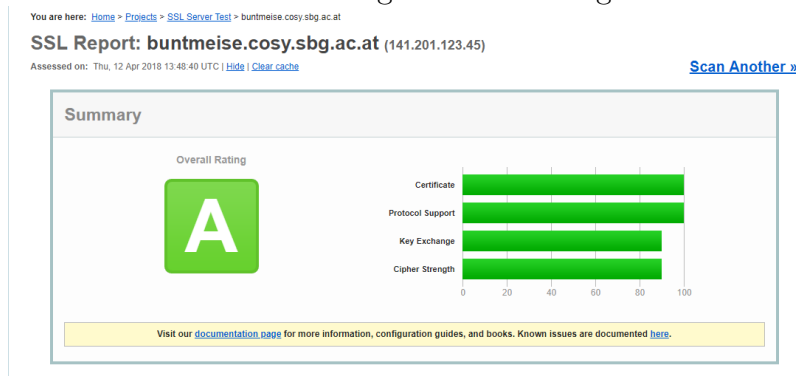 You are here: Home > Projects > SSL Server Test > buntmeise.cosy.sbg.ac.at
SSL Report: buntmeise.cosy.sbg.ac.at (141.201.123.45)
Assessed on: Thu, 12 Apr 2018 13:48:40 UTC | Hide | Clear cache
Scan Another »
Summary
Overall Rating
A
Certificate
Protocol Support
Key Exchange
Cipher Strength
0 20 40 60 80 100
Visit our documentation page for more information, configuration guides, and books. Known issues are documented here.